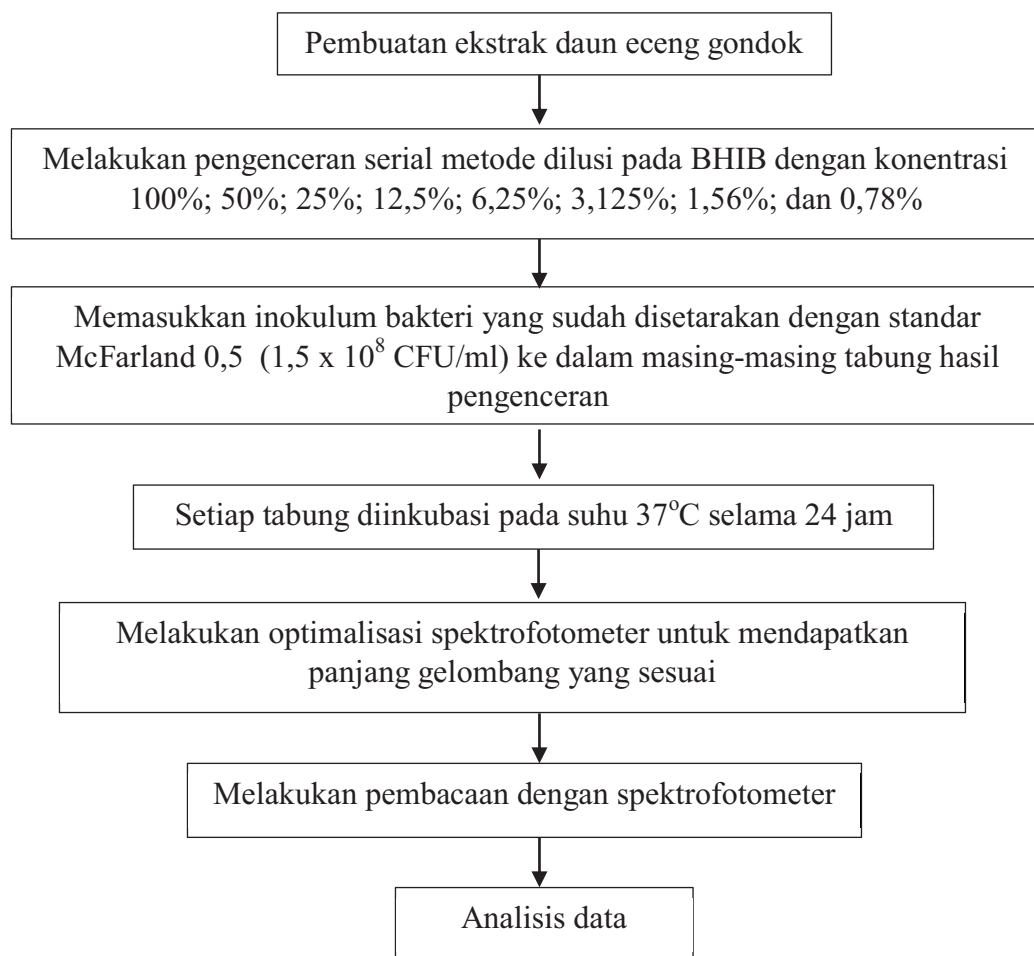 Pembuatan ekstrak daun eceng gondok
Melakukan pengenceran serial metode dilusi pada BHIB dengan konentrasi
100%; 50%; 25%; 12,5%; 6,25%; 3,125%; 1,56%; dan 0,78%
Memasukkan inokulum bakteri yang sudah disetarakan dengan standar
McFarland 0,5 (1,5 x 10⁸ CFU/ml) ke dalam masing-masing tabung hasil
pengenceran
Setiap tabung diinkubasi pada suhu 37°C selama 24 jam
Melakukan optimalisasi spektrofotometer untuk mendapatkan
panjang gelombang yang sesuai
Melakukan pembacaan dengan spektrofotometer
Analisis data